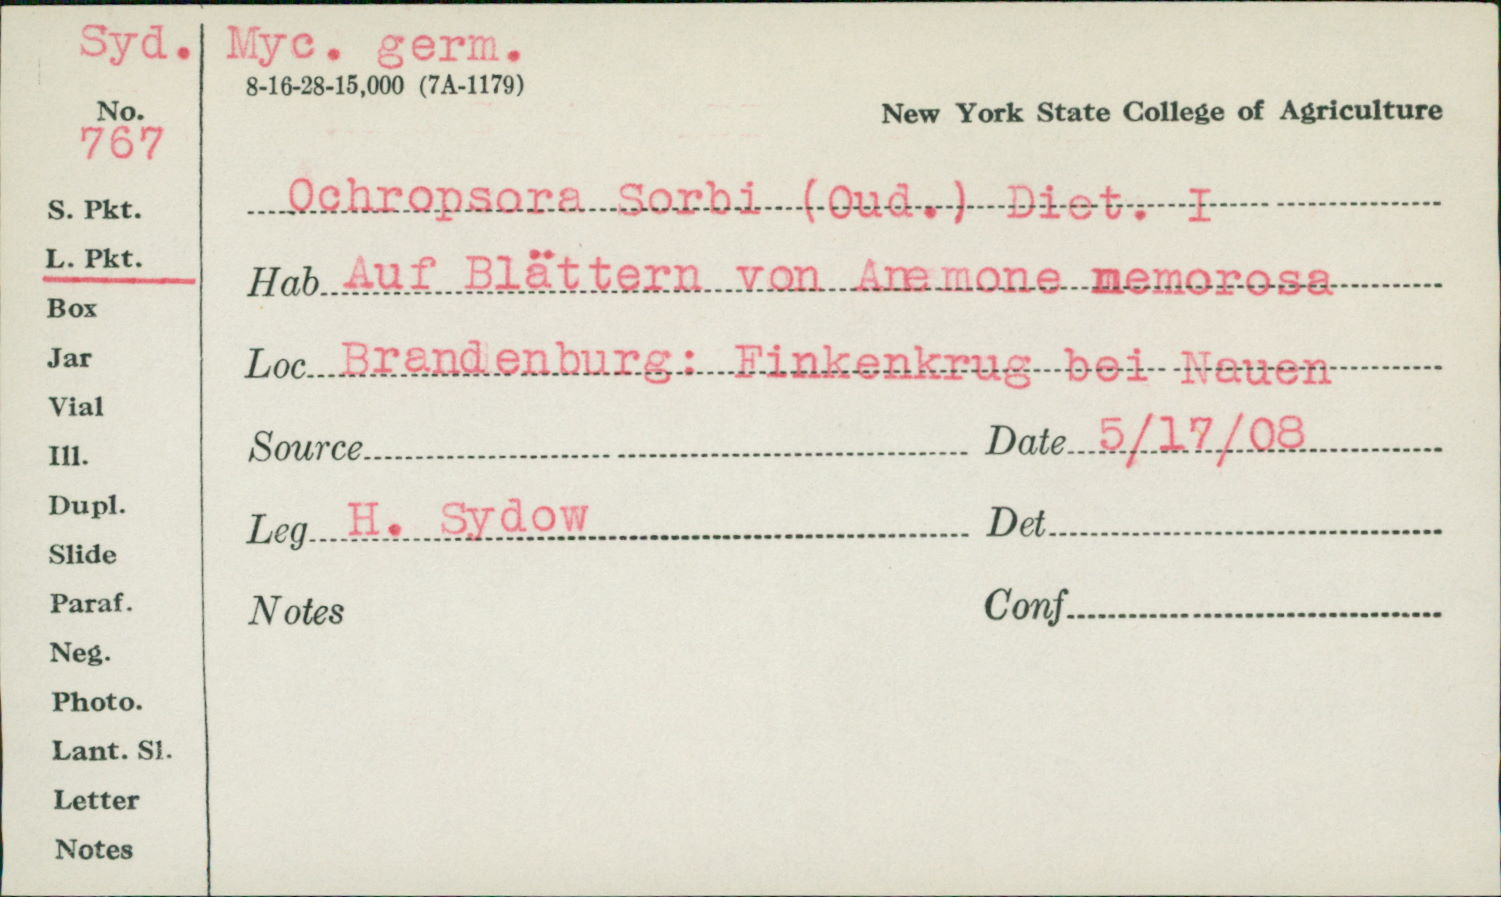 Syd. Myc. germ.
8-16-28-15,000 (7A-1179)
No.
767
New York State College of Agriculture
S. Pkt.
Ochropsora Sorbi (Oud.) Diet. I
L. Pkt.
Hab Auf Blättern von Anemone nemorosa
Box
Jar
Loc Brandenburg: Finkenkrug bei Nauen
Vial
Ill.
Source Date 5/17/08
Dupl.
Leg H. Sydow Det
Slide
Paraf.
Notes Conf
Neg.
Photo.
Lant. Sl.
Letter
Notes